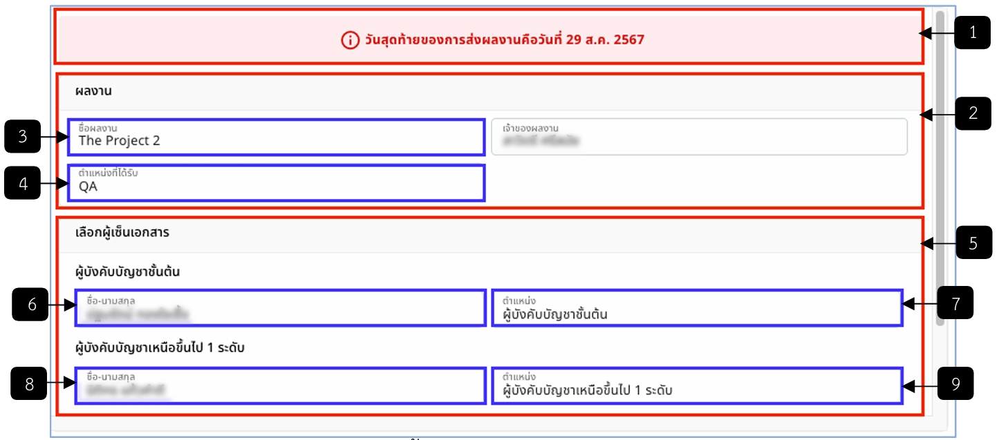 วันสุดท้ายของการส่งผลงานคือวันที่ 29 ส.ค. 2567
1
ผลงาน
2
3
ชื่อผลงาน
The Project 2
เจ้าของผลงาน
4
ตำแหน่งที่ได้รับ
QA
เลือกผู้เซ็นเอกสาร
5
ผู้บังคับบัญชาชั้นต้น
6
ชื่อ-นามสกุล
ตำแหน่ง
ผู้บังคับบัญชาชั้นต้น
7
ผู้บังคับบัญชาเหนือขึ้นไป 1 ระดับ
8
ชื่อ-นามสกุล
ตำแหน่ง
ผู้บังคับบัญชาเหนือขึ้นไป 1 ระดับ
9